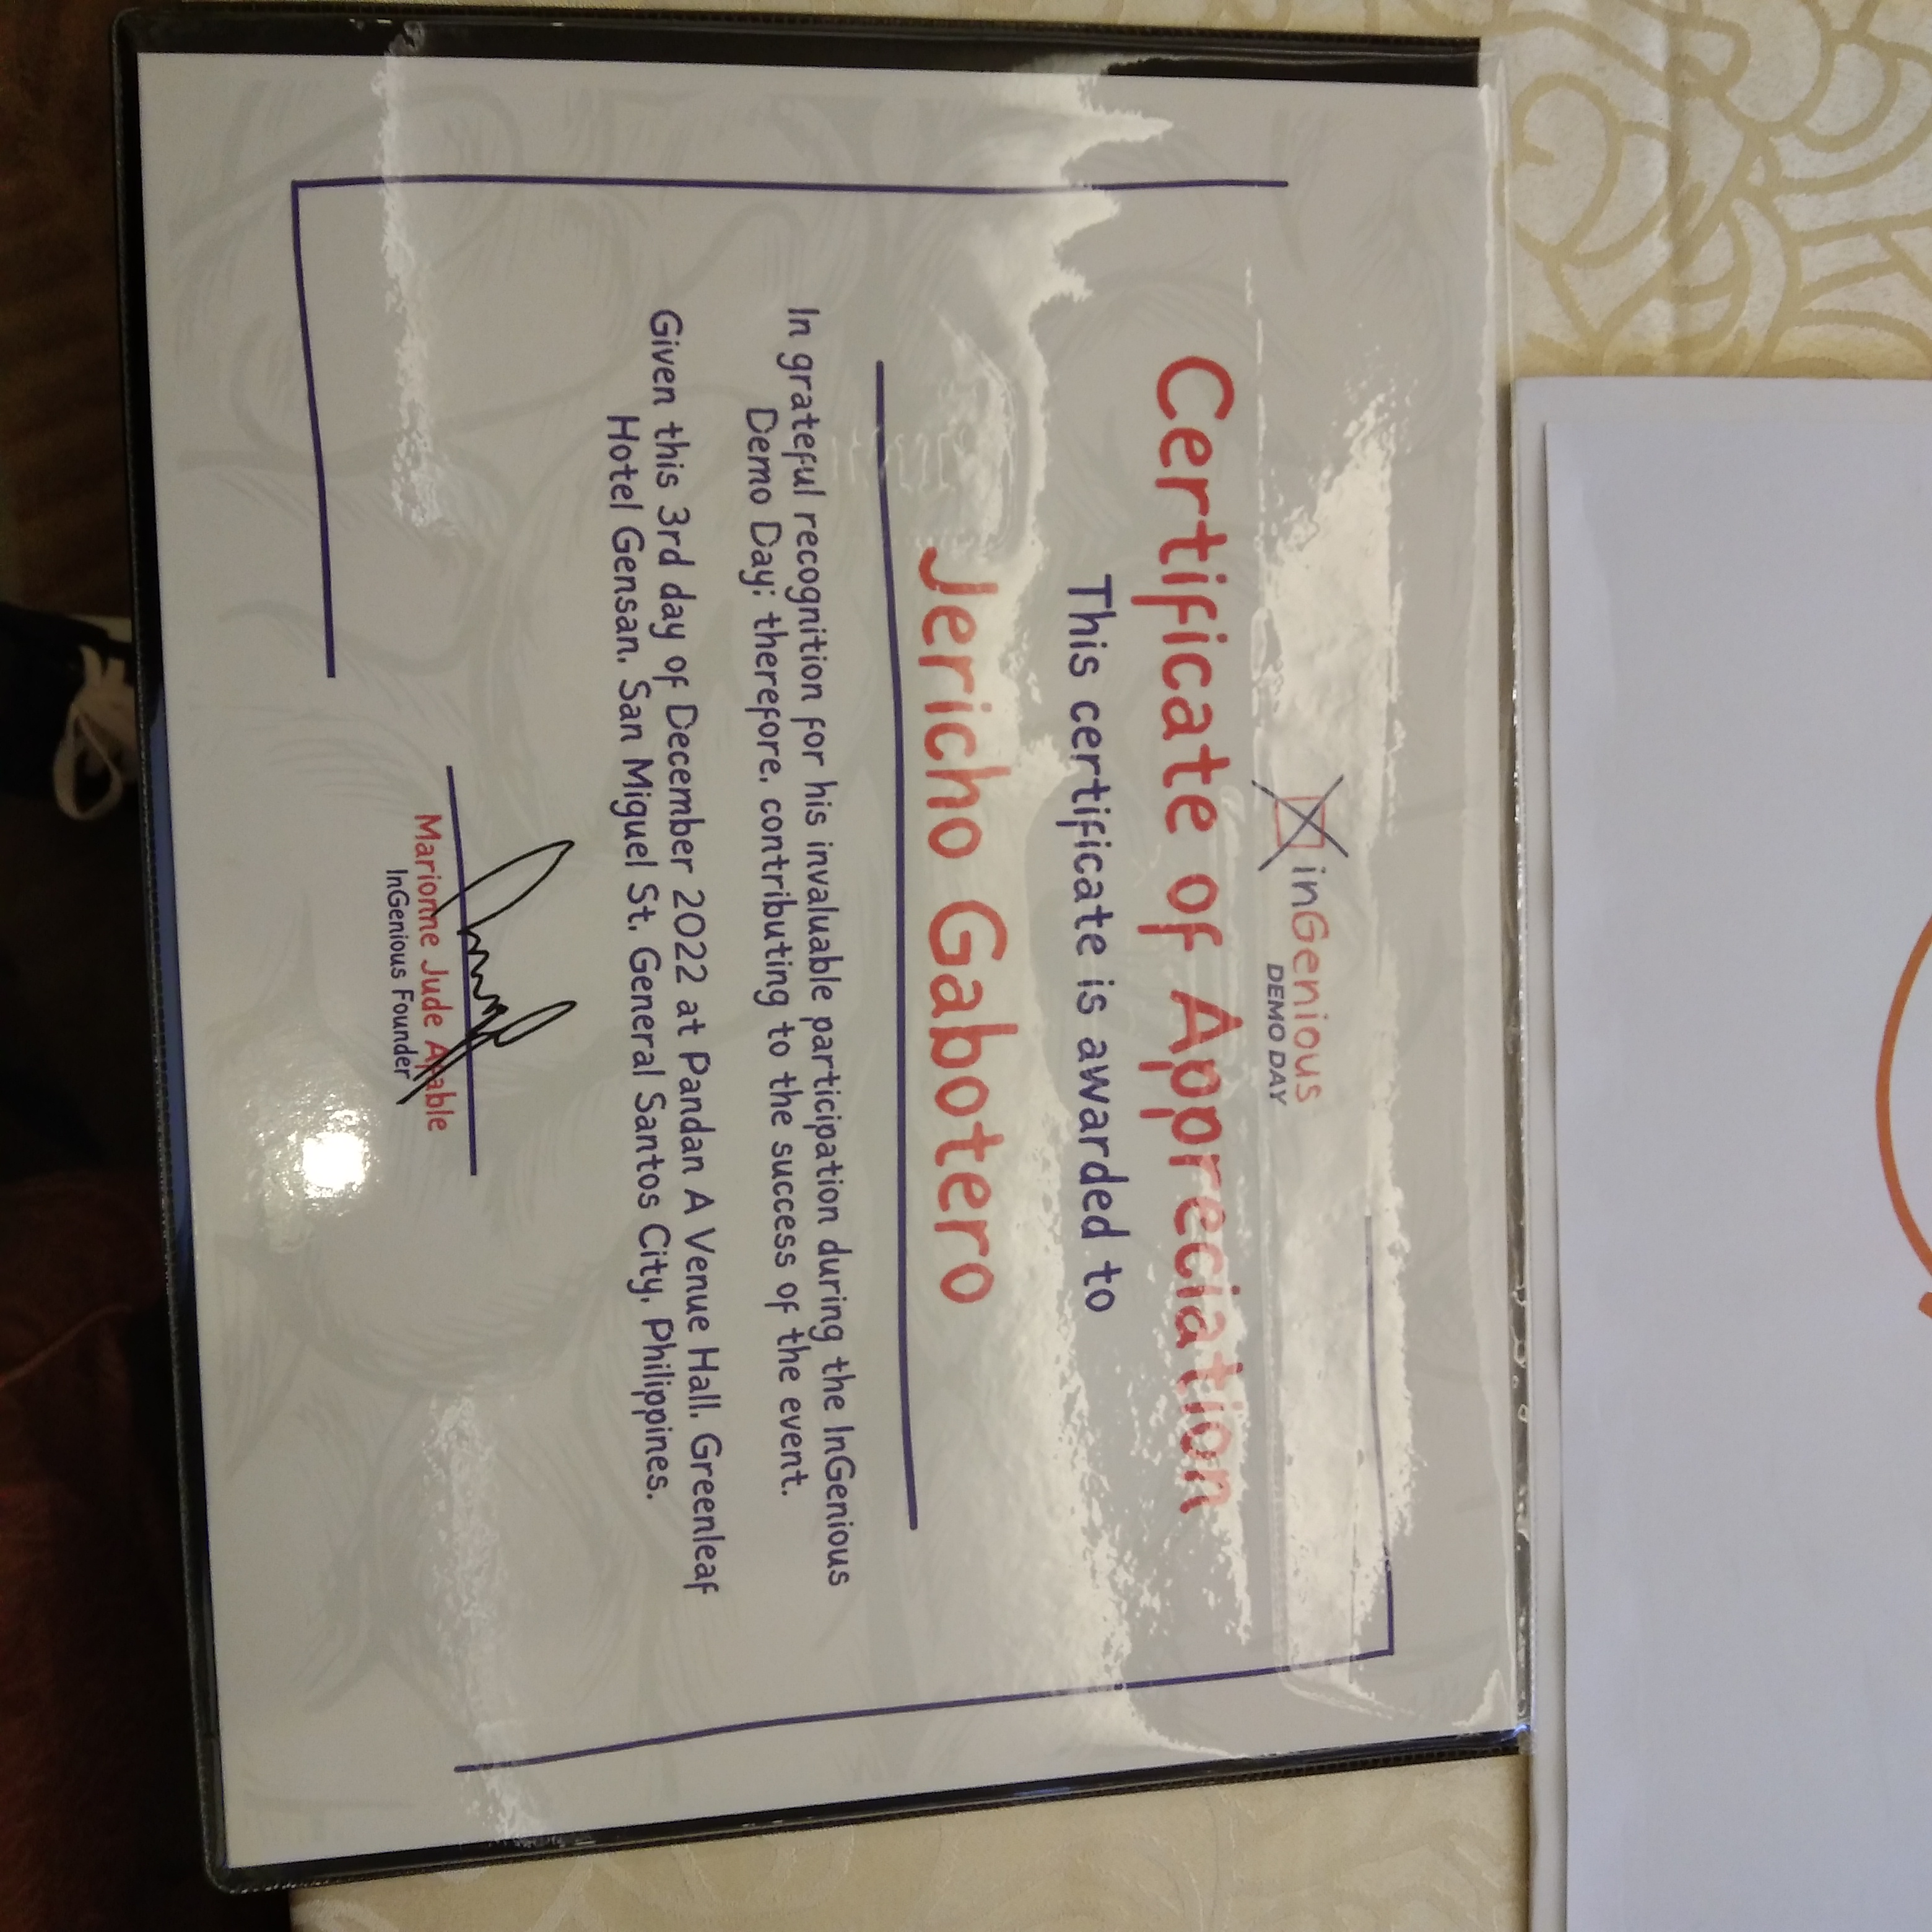 inGenious
DEMO DAY
Certificate of Appreciation
This certificate is awarded to
Jericho Gabotero
In grateful recognition for his invaluable participation during the InGenious
Demo Day; therefore, contributing to the success of the event.
Given this 3rd day of December 2022 at Pandan A Venue Hall, Greenleaf
Hotel Gensan, San Miguel St. General Santos City, Philippines.
Marionne Jude Apable
InGenious Founder